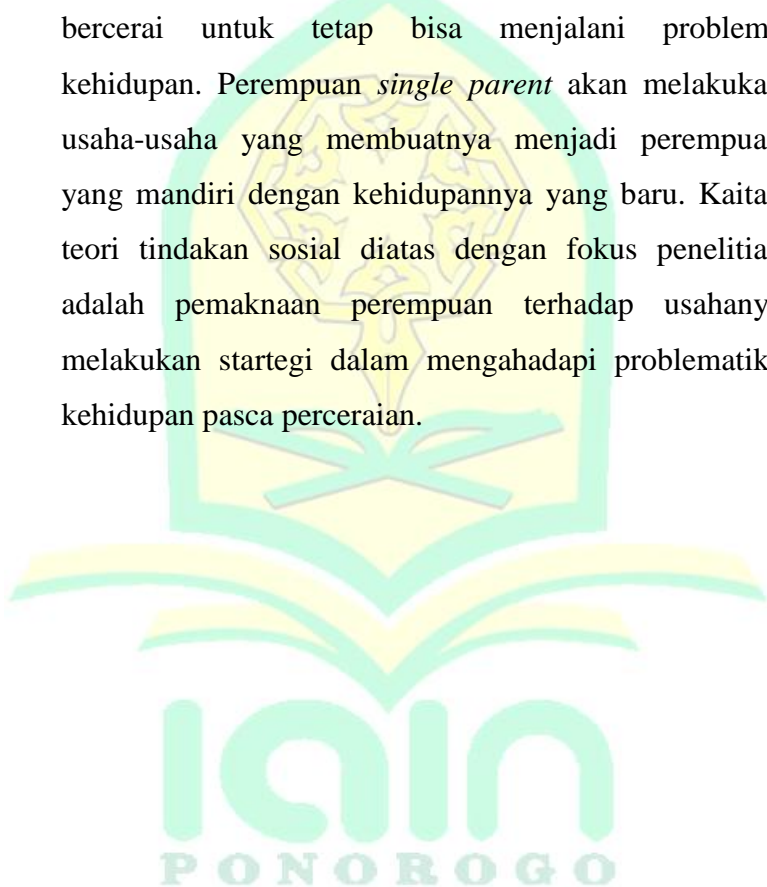 bercerai untuk tetap bisa menjalani problem
kehidupan. Perempuan single parent akan melakuka
usaha-usaha yang membuatnya menjadi perempua
yang mandiri dengan kehidupannya yang baru. Kaita
teori tindakan sosial diatas dengan fokus penelitia
adalah pemaknaan perempuan terhadap usahany
melakukan startegi dalam mengahadapi problematik
kehidupan pasca perceraian.
iain
PONOROGO